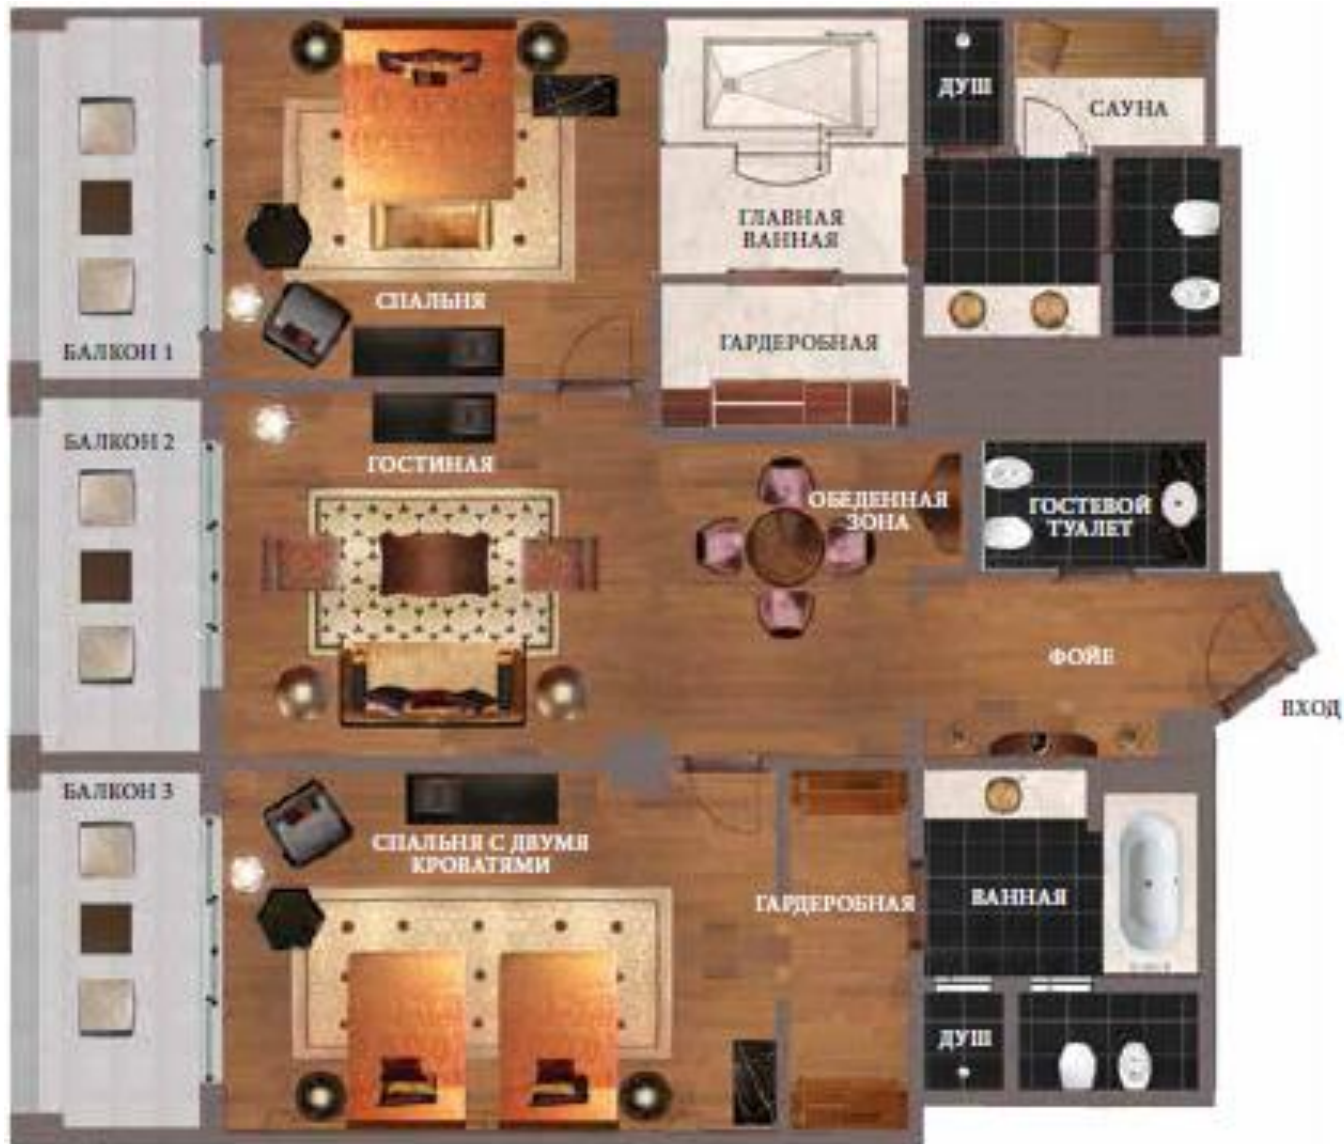 ДУШ
САУНА
ГЛАВНАЯ
ВАННАЯ
СПАЛЬНЯ
БАЛКОН 1
ГАРДЕРОБНАЯ
БАЛКОН 2
ГОСТИНАЯ
ОБЕДЕННАЯ
ЗОНА
ГОСТЕВОЙ
ТУАЛЕТ
ФОЙЕ
ВХОД
БАЛКОН 3
СПАЛЬНЯ С ДВУМЯ
КРОВАТЯМИ
ГАРДЕРОБНАЯ
ВАННАЯ
ДУШ